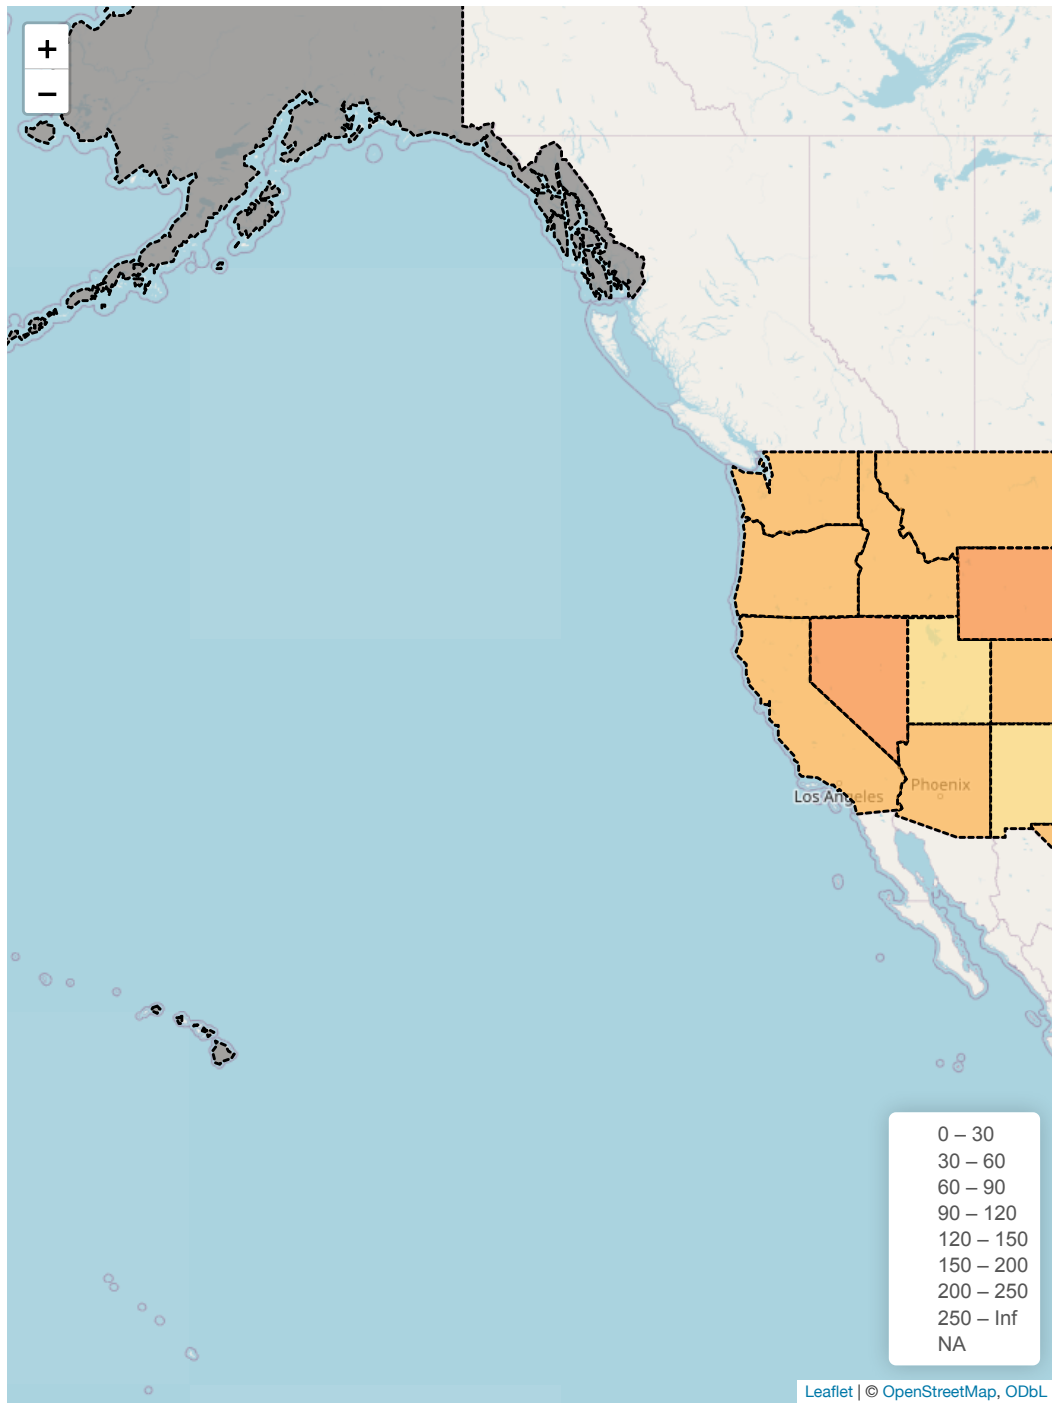 +
−
Los Angeles
Phoenix
0 – 30
30 – 60
60 – 90
90 – 120
120 – 150
150 – 200
200 – 250
250 – Inf
NA
Leaflet | © OpenStreetMap, ODbL